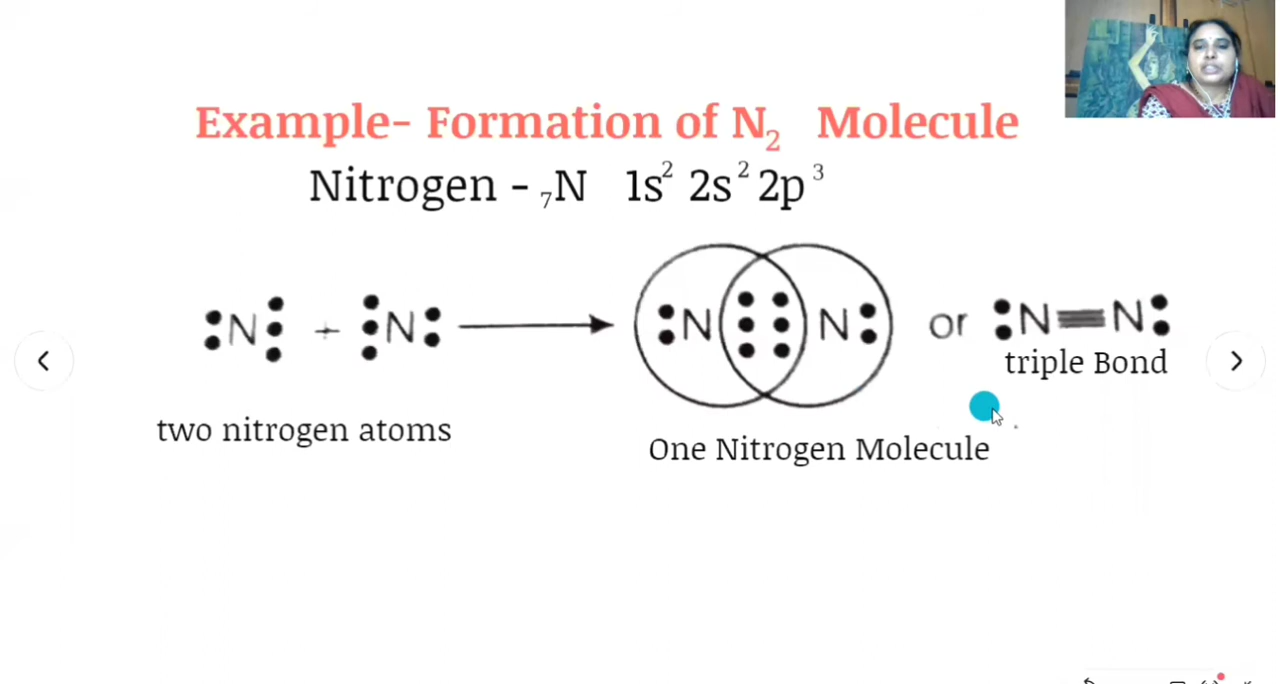 Example- Formation of N₂ Molecule
Nitrogen - ₇N 1s² 2s² 2p³
:N⋮ + ⋮N: ⟶ :N⋮⋮N: or :N≡N:
triple Bond
two nitrogen atoms
One Nitrogen Molecule